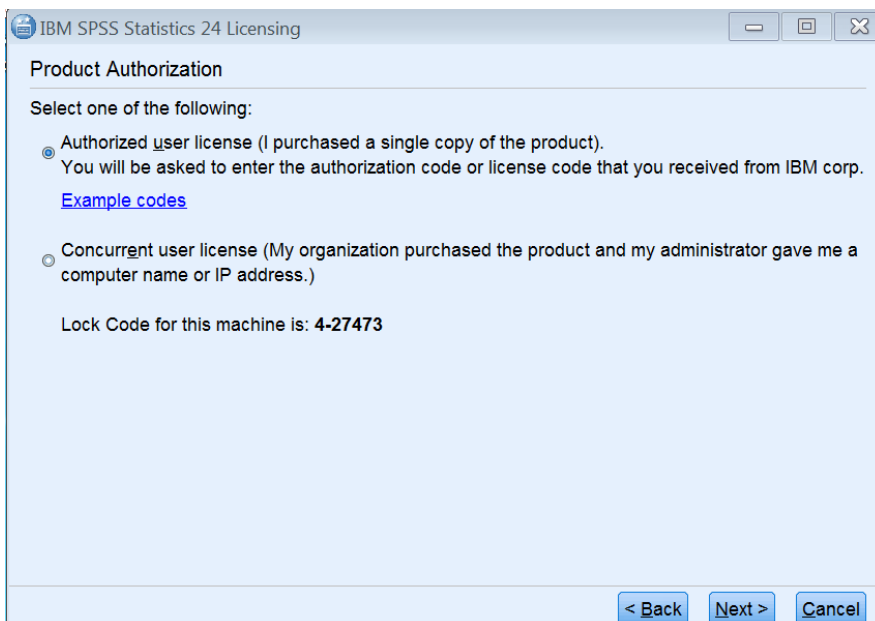 IBM SPSS Statistics 24 Licensing
Product Authorization
Select one of the following:
Authorized user license (I purchased a single copy of the product).
You will be asked to enter the authorization code or license code that you received from IBM corp.
Example codes
Concurrent user license (My organization purchased the product and my administrator gave me a
computer name or IP address.)
Lock Code for this machine is: 4-27473
< Back Next > Cancel